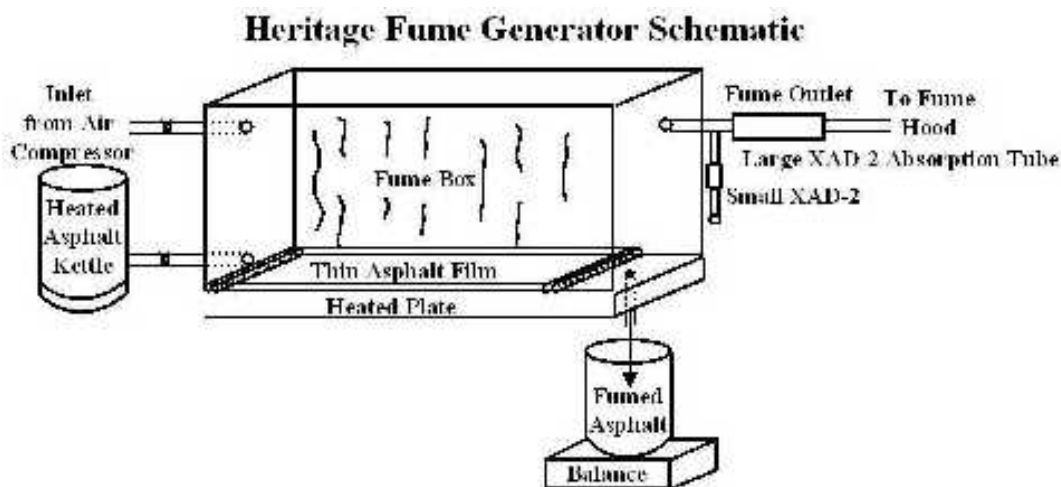 Heritage Fume Generator Schematic
Inlet
from Air
Compressor
Heated
Asphalt
Kettle
Fume Box
Thin Asphalt Film
Heated Plate
Fume Outlet
To Fume
Hood
Large XAD-2 Absorption Tube
Small XAD-2
Fumed
Asphalt
Balance